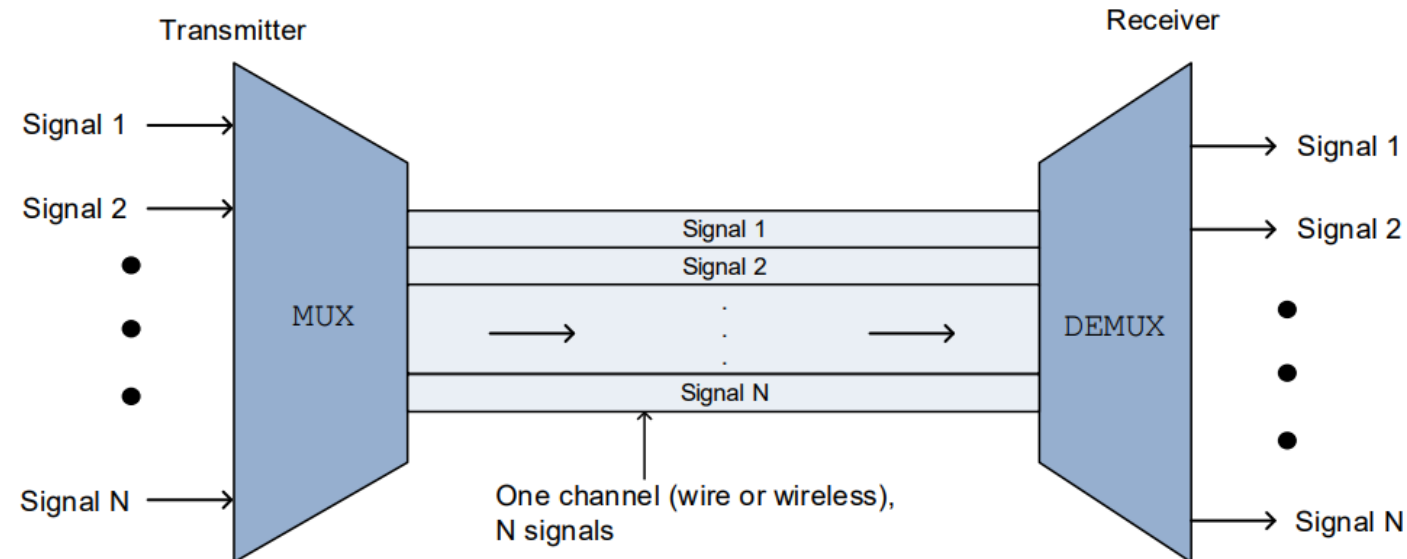 Transmitter
Receiver
Signal 1
Signal 2
Signal N
MUX
Signal 1
Signal 2
Signal N
One channel (wire or wireless),
N signals
DEMUX
Signal 1
Signal 2
Signal N